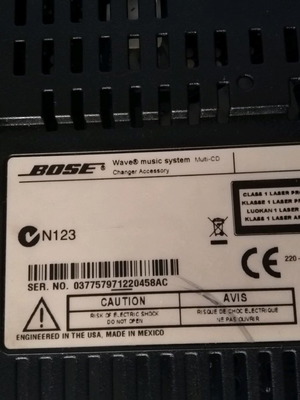 BOSE® Wave® music system Multi-CD
Changer Accessory
CLASS 1 LASER
KLASSE 1 LASER
LUOKAN 1 LASER
KLASS 1 LASER
N123
CE
220
SER. NO. 037757971220458AC
CAUTION
RISK OF ELECTRIC SHOCK
DO NOT OPEN
AVIS
RISQUE DE CHOC ELECTRIQUE
NE PAS OUVRIR
ENGINEERED IN THE USA, MADE IN MEXICO